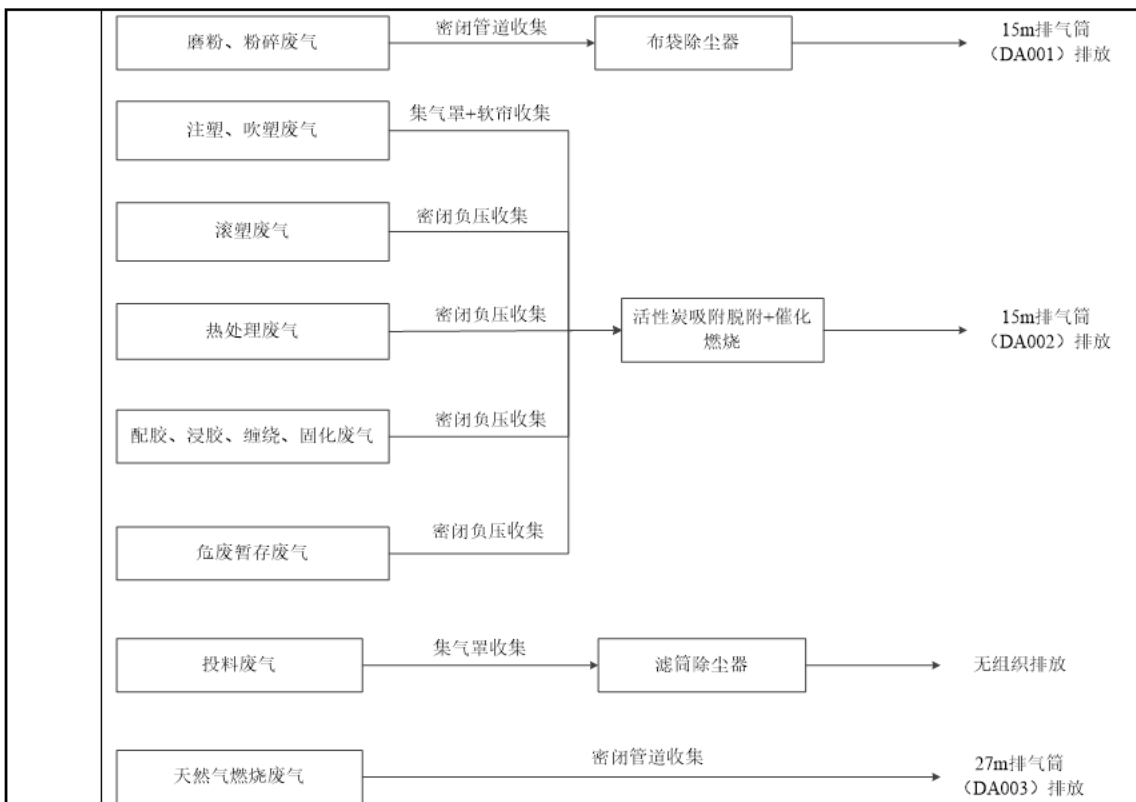 磨粉、粉碎废气
密闭管道收集
布袋除尘器
15m排气筒
（DA001）排放
注塑、吹塑废气
集气罩+软帘收集
滚塑废气
密闭负压收集
热处理废气
密闭负压收集
活性炭吸附脱附+催化
燃烧
15m排气筒
（DA002）排放
配胶、浸胶、缠绕、固化废气
密闭负压收集
危废暂存废气
密闭负压收集
投料废气
集气罩收集
滤筒除尘器
无组织排放
天然气燃烧废气
密闭管道收集
27m排气筒
（DA003）排放